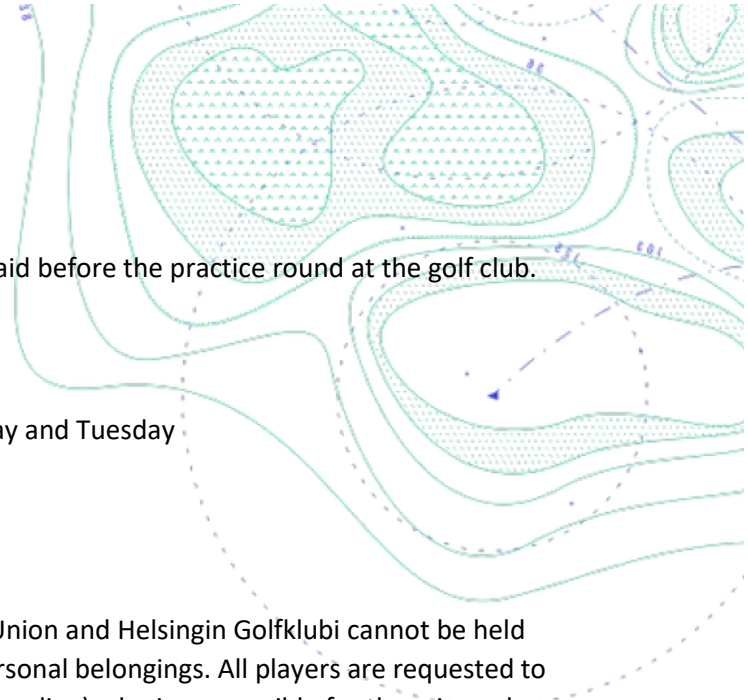 aid before the practice round at the golf club.
ay and Tuesday
Union and Helsingin Golfklubi cannot be held
ersonal belongings. All players are requested to